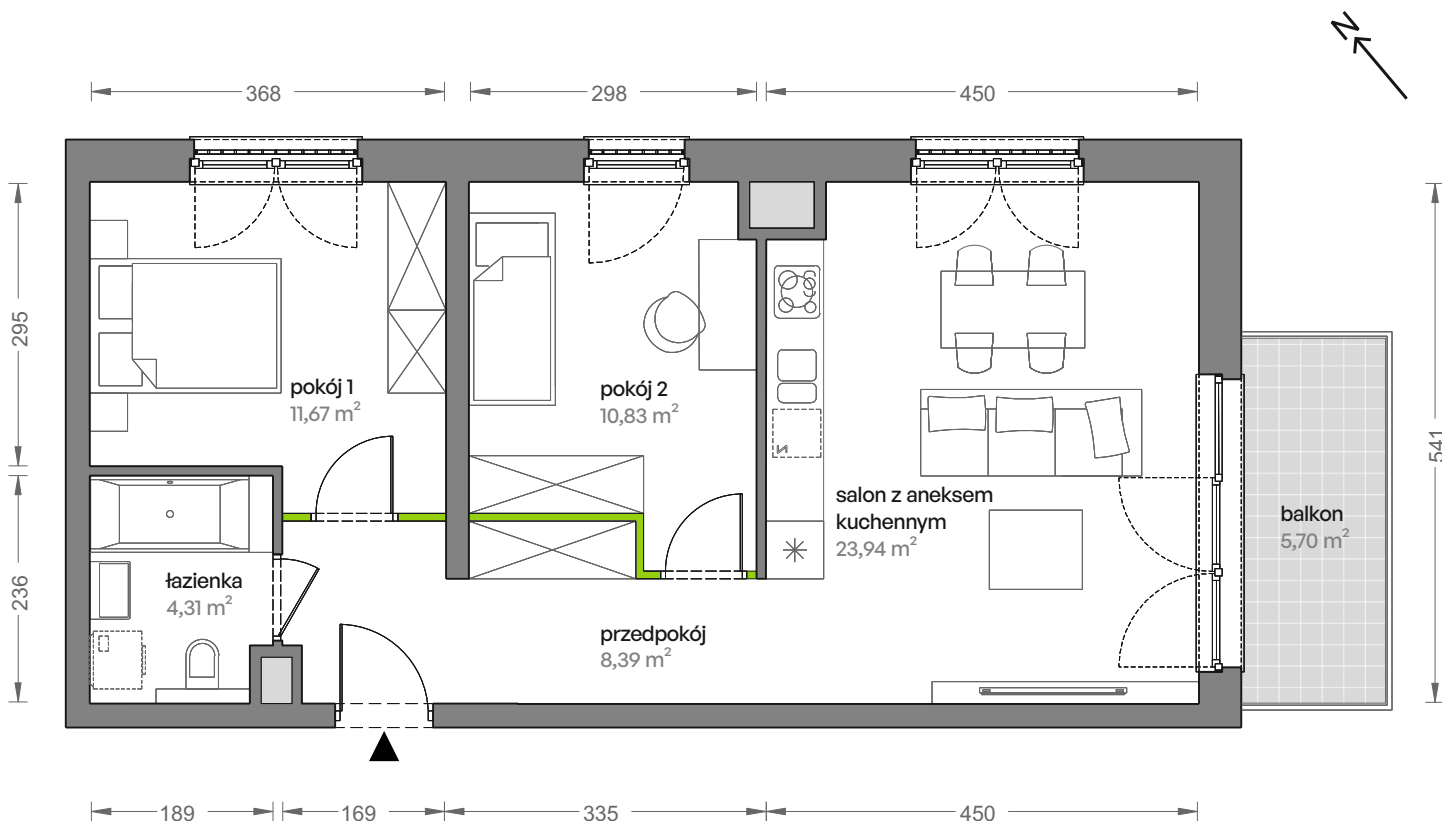 N
368
298
450
295
541
pokój 1
11,67 m²
pokój 2
10,83 m²
salon z aneksem
kuchennym
23,94 m²
balkon
5,70 m²
236
łazienka
4,31 m²
przedpokój
8,39 m²
189
169
335
450